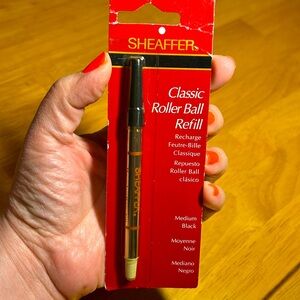 SHEAFFER®
Classic
Roller Ball
Refill
Recharge
Feutre-Bille
Classique
Repuesto
Roller Ball
clásico
Medium
Black
Moyenne
Noir
Mediano
Negro